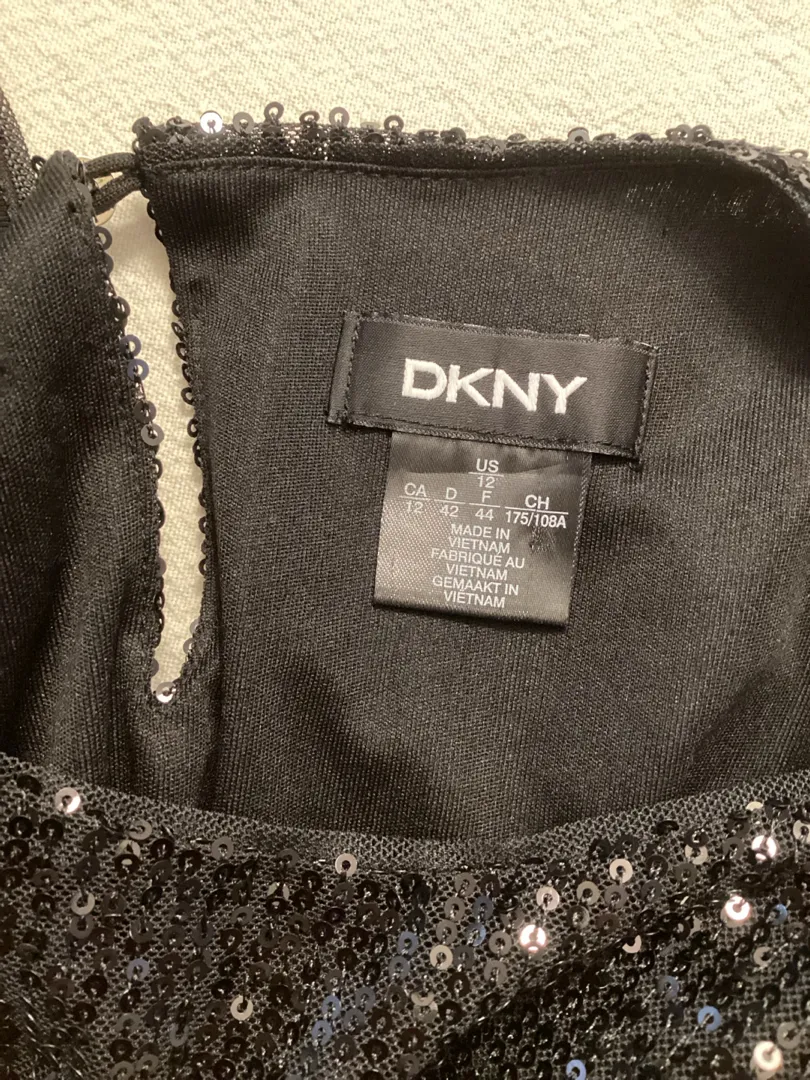 DKNY
US
12
CA D F CH
12 42 44 175/108A
MADE IN
VIETNAM
FABRIQUÉ AU
VIETNAM
GEMAAKT IN
VIETNAM